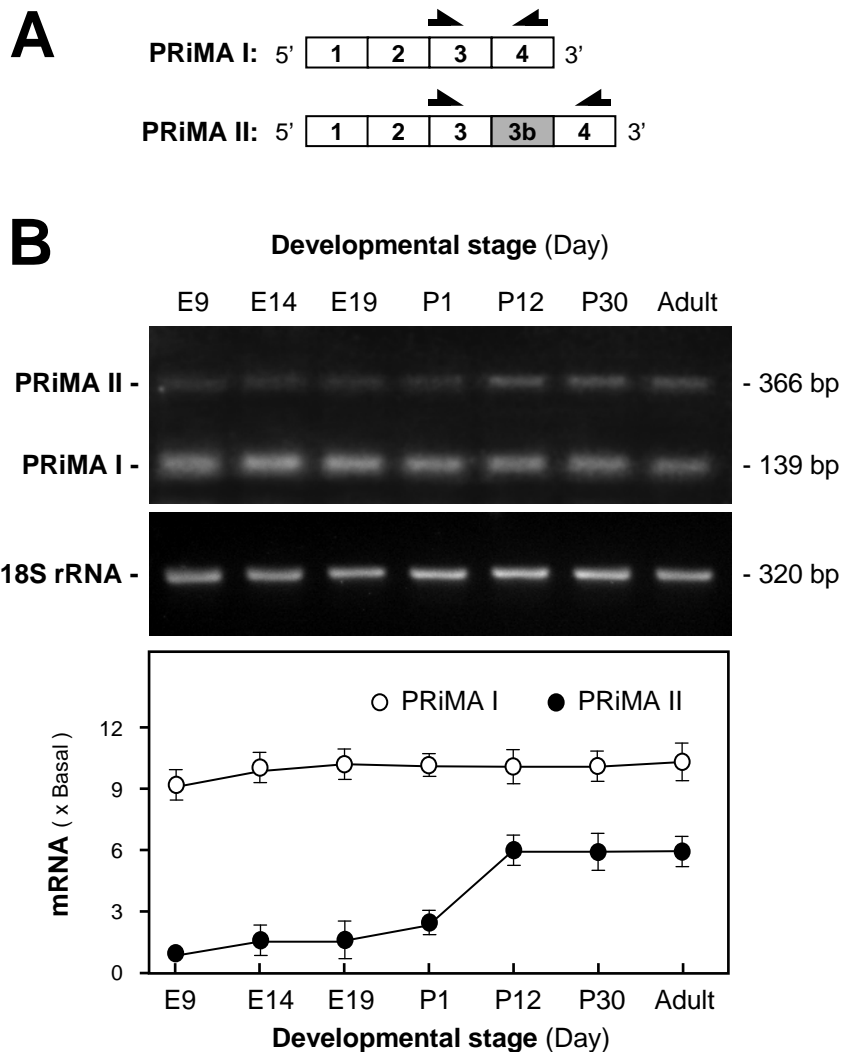 A
PRiMA I: 5' 1 2 3 4 3'
PRiMA II: 5' 1 2 3 3b 4 3'
B
Developmental stage (Day)
E9 E14 E19 P1 P12 P30 Adult
PRiMA II - - 366 bp
PRiMA I - - 139 bp
18S rRNA - - 320 bp
PRiMA I PRiMA II
12
9
6
3
0
mRNA ( x Basal)
E9 E14 E19 P1 P12 P30 Adult
Developmental stage (Day)